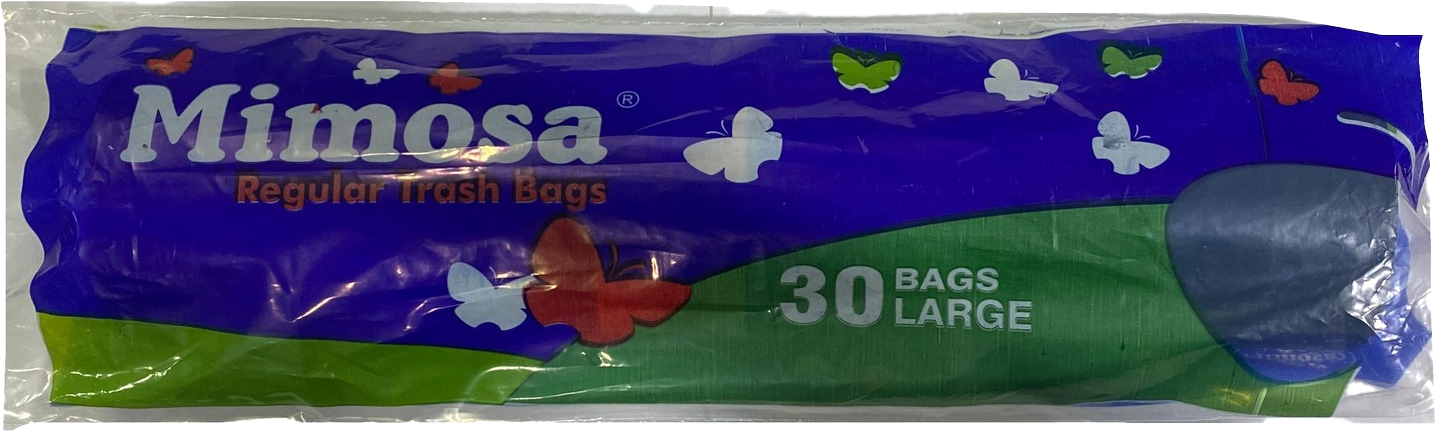 Mimosa ®
Regular Trash Bags
30 BAGS
LARGE